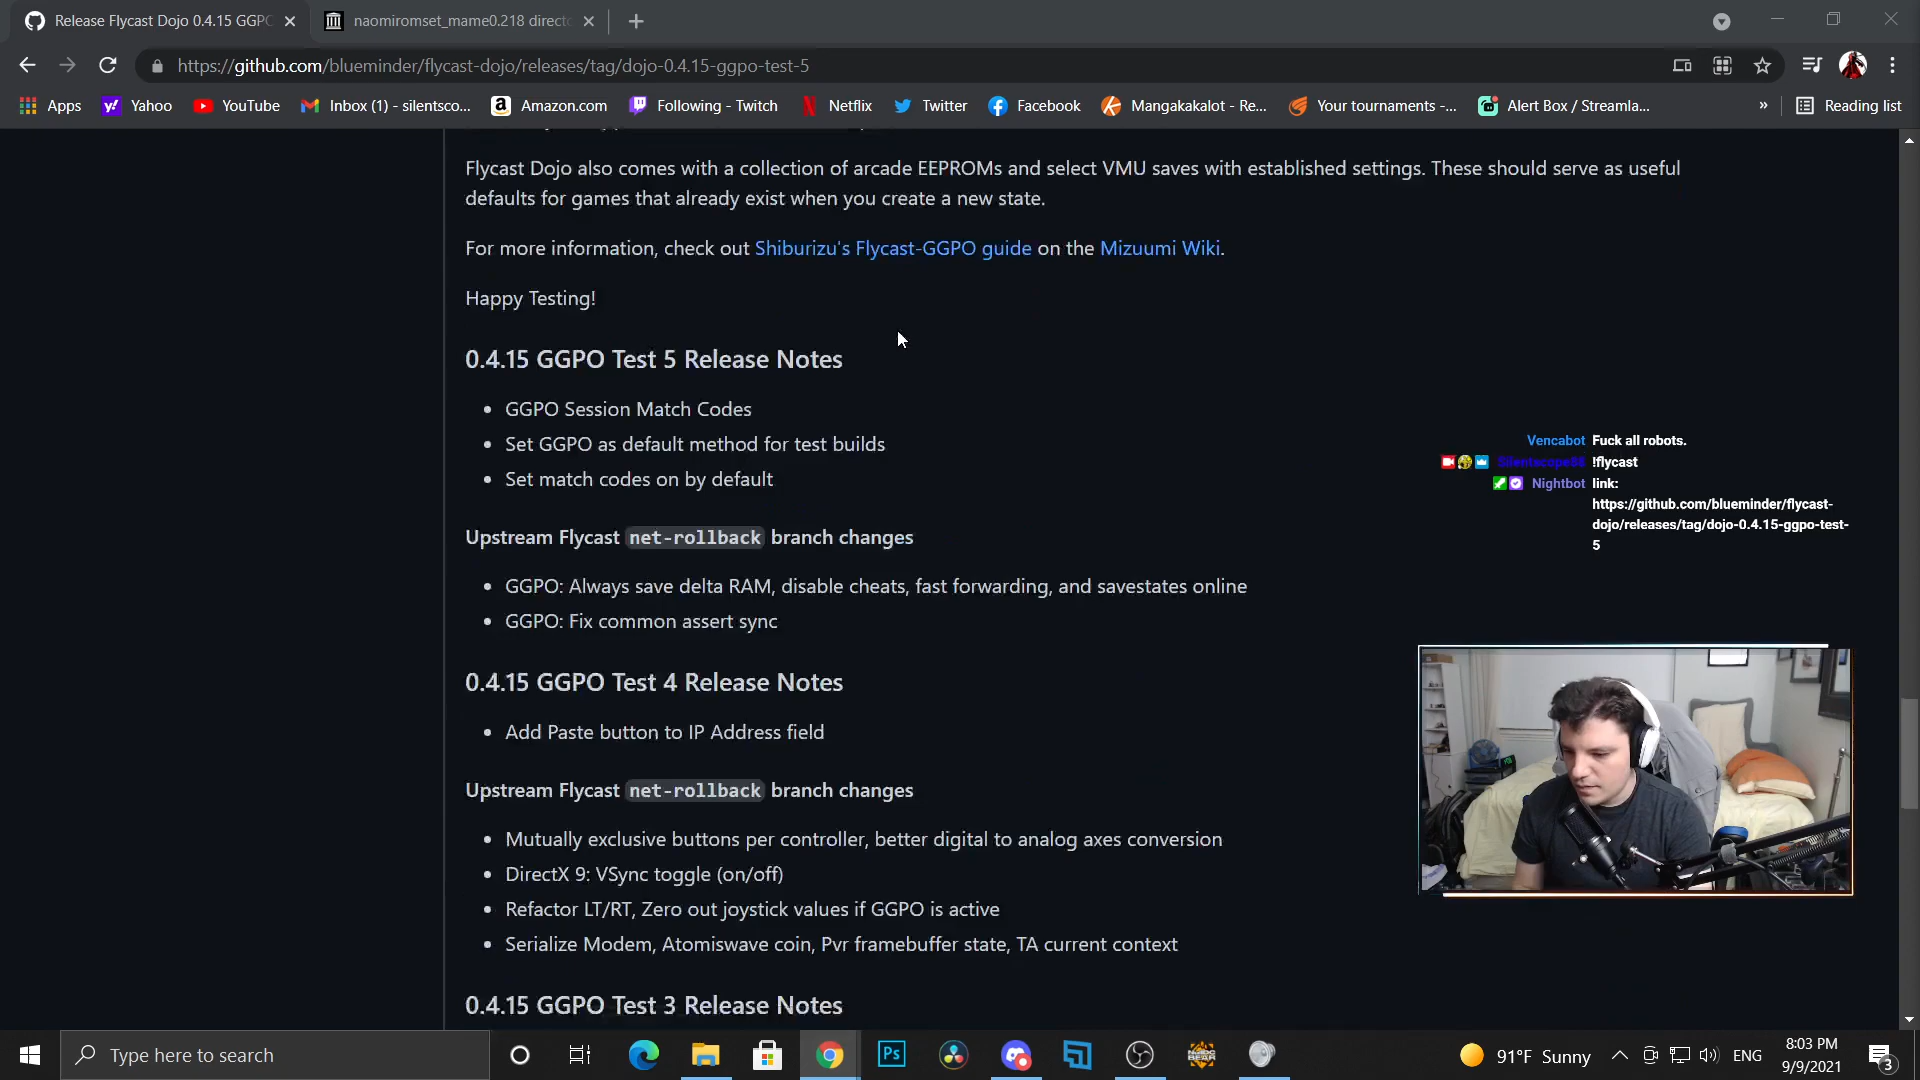 Release Flycast Dojo 0.4.15 GGPO
naomiromset_mame0.218 directo
https://github.com/blueminder/flycast-dojo/releases/tag/dojo-0.4.15-ggpo-test-5
Apps Yahoo YouTube Inbox (1) - silentsco... Amazon.com Following - Twitch Netflix Twitter Facebook Mangakakalot - Re... Your tournaments -... Alert Box / Streamla... » Reading list
Flycast Dojo also comes with a collection of arcade EEPROMs and select VMU saves with established settings. These should serve as useful
defaults for games that already exist when you create a new state.
For more information, check out Shiburizu's Flycast-GGPO guide on the Mizuumi Wiki.
Happy Testing!
0.4.15 GGPO Test 5 Release Notes
GGPO Session Match Codes
Set GGPO as default method for test builds
Set match codes on by default
Upstream Flycast net-rollback branch changes
GGPO: Always save delta RAM, disable cheats, fast forwarding, and savestates online
GGPO: Fix common assert sync
0.4.15 GGPO Test 4 Release Notes
Add Paste button to IP Address field
Upstream Flycast net-rollback branch changes
Mutually exclusive buttons per controller, better digital to analog axes conversion
DirectX 9: VSync toggle (on/off)
Refactor LT/RT, Zero out joystick values if GGPO is active
Serialize Modem, Atomiswave coin, Pvr framebuffer state, TA current context
0.4.15 GGPO Test 3 Release Notes
Vencabot Fuck all robots.
!flycast
Nightbot link:
https://github.com/blueminder/flycast-
dojo/releases/tag/dojo-0.4.15-ggpo-test-
5
Type here to search
Ps
91°F Sunny
ENG
8:03 PM
9/9/2021
3